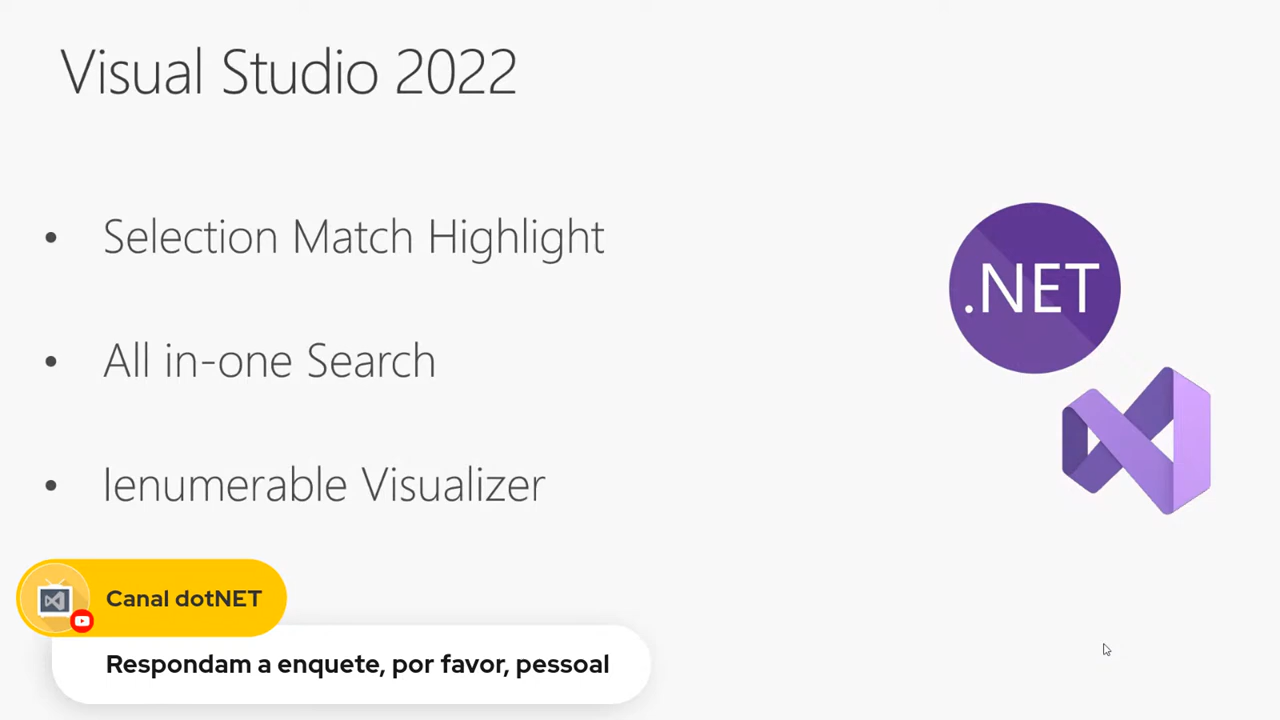 Visual Studio 2022
• Selection Match Highlight
• All in-one Search
• Ienumerable Visualizer
.NET
Canal dotNET
Respondam a enquete, por favor, pessoal